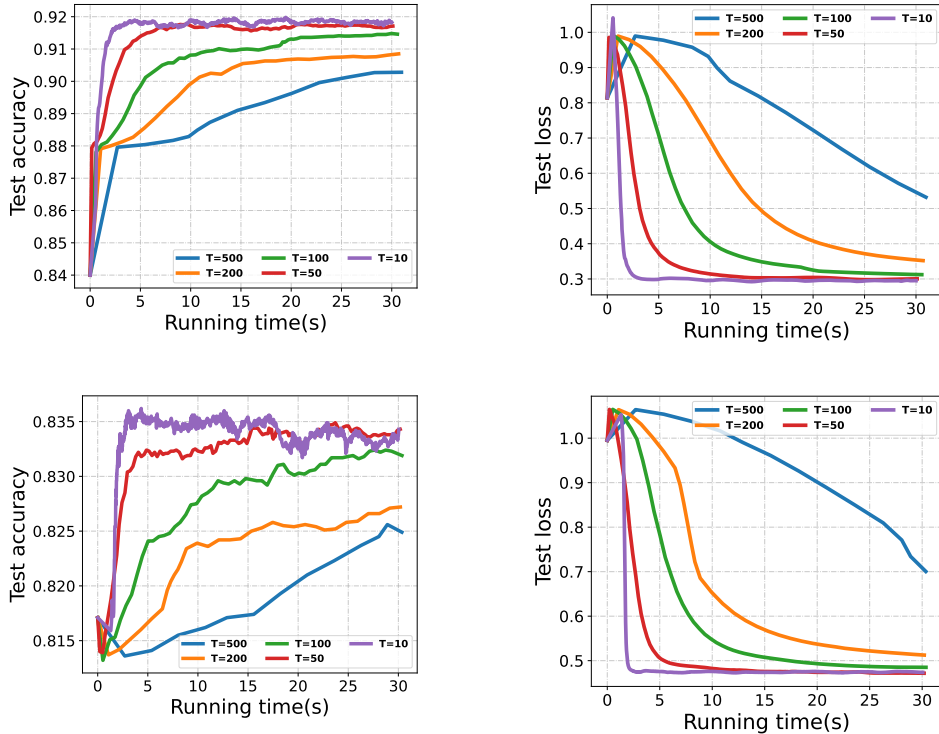 Test accuracy
0.92
0.91
0.90
0.89
0.88
0.87
0.86
0.85
0.84
0 5 10 15 20 25 30
Running time(s)
T=500 T=100 T=10
T=200 T=50
Test loss
1.0
0.9
0.8
0.7
0.6
0.5
0.4
0.3
0 5 10 15 20 25 30
Running time(s)
T=500 T=100 T=10
T=200 T=50
Test accuracy
0.835
0.830
0.825
0.820
0.815
0 5 10 15 20 25 30
Running time(s)
T=500 T=100 T=10
T=200 T=50
Test loss
1.0
0.9
0.8
0.7
0.6
0.5
0 5 10 15 20 25 30
Running time(s)
T=500 T=100 T=10
T=200 T=50